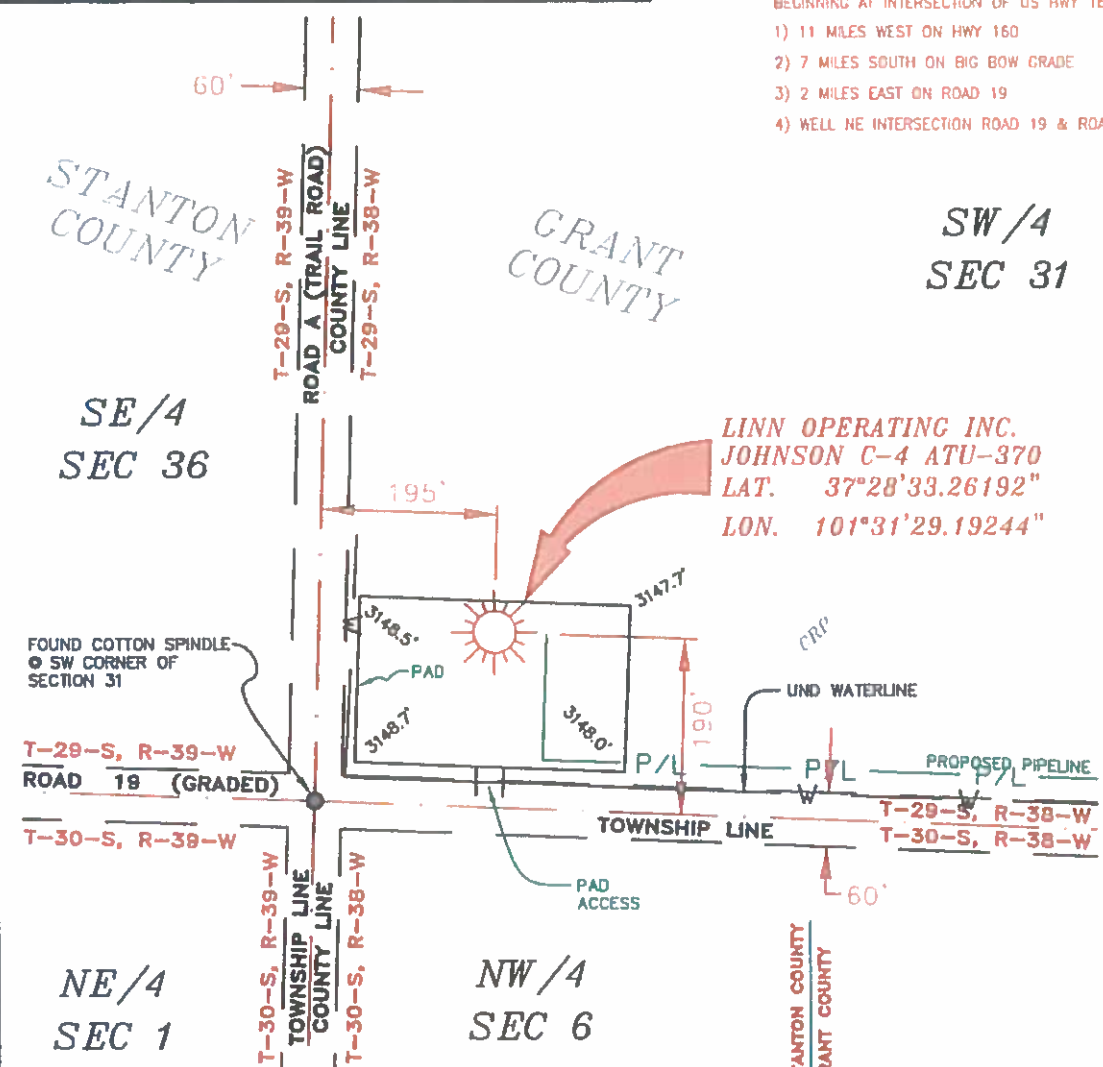 BEGINNING AT INTERSECTION OF US HWY
1) 11 MILES WEST ON HWY 160
2) 7 MILES SOUTH ON BIG BOW GRADE
3) 2 MILES EAST ON ROAD 19
4) WELL NE INTERSECTION ROAD 19 &
60'
STANTON
COUNTY
GRANT
COUNTY
SW/4
SEC 31
T-29-S, R-39-W
ROAD A (TRAIL ROAD)
COUNTY LINE
T-29-S, R-38-W
SE/4
SEC 36
LINN OPERATING INC.
JOHNSON C-4 ATU-370
LAT. 37°28'33.26192"
LON. 101°31'29.19244"
195'
3147.7'
3148.5'
W
CRP
FOUND COTTON SPINDLE
@ SW CORNER OF
SECTION 31
PAD
UND WATERLINE
190'
3148.7'
3148.0'
T-29-S, R-39-W
ROAD 19 (GRADED)
T-30-S, R-39-W
P/L
P/L
PROPOSED PIPELINE
P/L
W
W
T-29-S, R-38-W
TOWNSHIP LINE
T-30-S, R-38-W
PAD
ACCESS
60'
T-30-S, R-39-W
TOWNSHIP LINE
COUNTY LINE
T-30-S, R-38-W
NE/4
SEC 1
NW/4
SEC 6
COUNTY
COUNTY